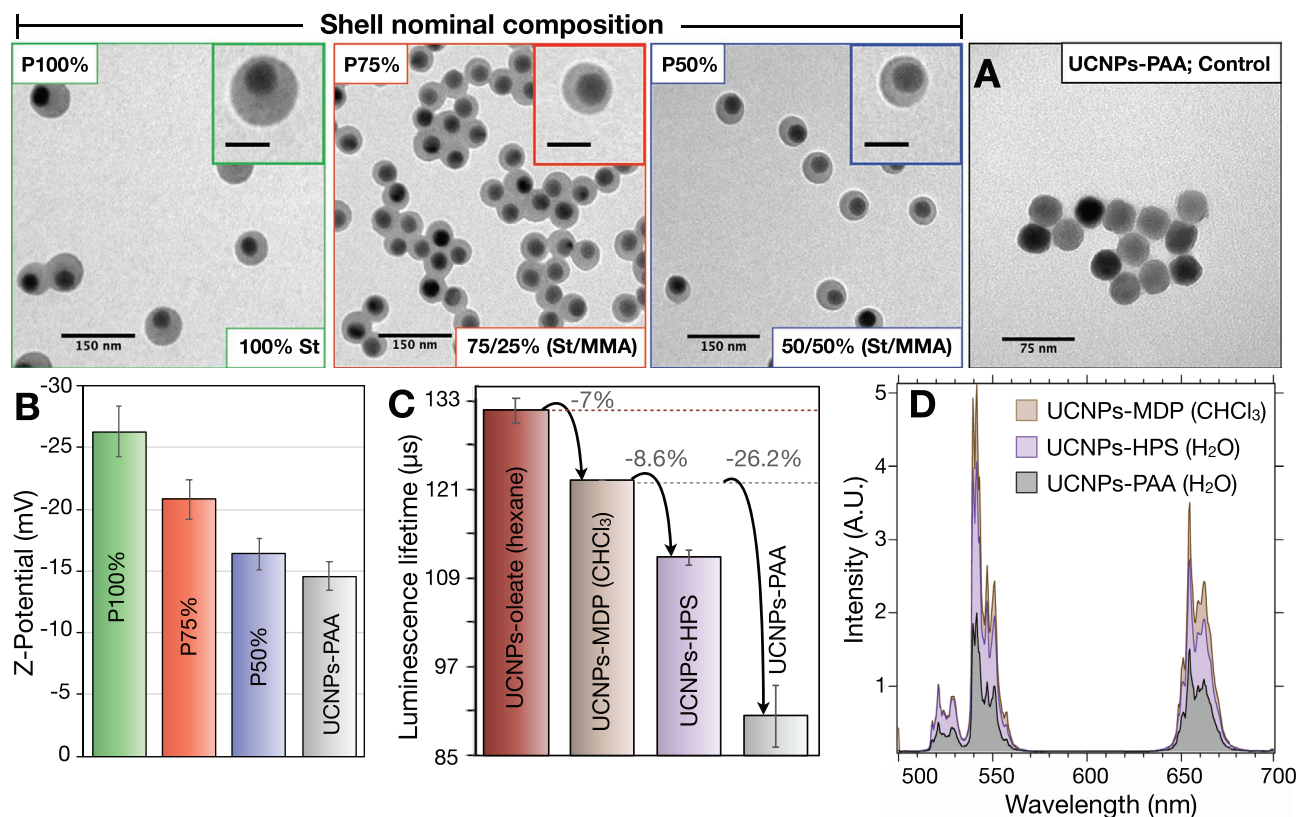 Shell nominal composition
P100%
150 nm
100% St
P75%
150 nm
75/25% (St/MMA)
P50%
150 nm
50/50% (St/MMA)
A
UCNPs-PAA; Control
75 nm
B
Z-Potential (mV)
-30
-25
-20
-15
-10
-5
0
P100%
P75%
P50%
UCNPs-PAA
C
Luminescence lifetime (μs)
133
121
109
97
85
-7%
-8.6%
-26.2%
UCNPs-oleate (hexane)
UCNPs-MDP (CHCl₃)
UCNPs-HPS
UCNPs-PAA
D
Intensity (A.U.)
5
4
3
2
1
UCNPs-MDP (CHCl₃)
UCNPs-HPS (H₂O)
UCNPs-PAA (H₂O)
500
550
600
650
700
Wavelength (nm)